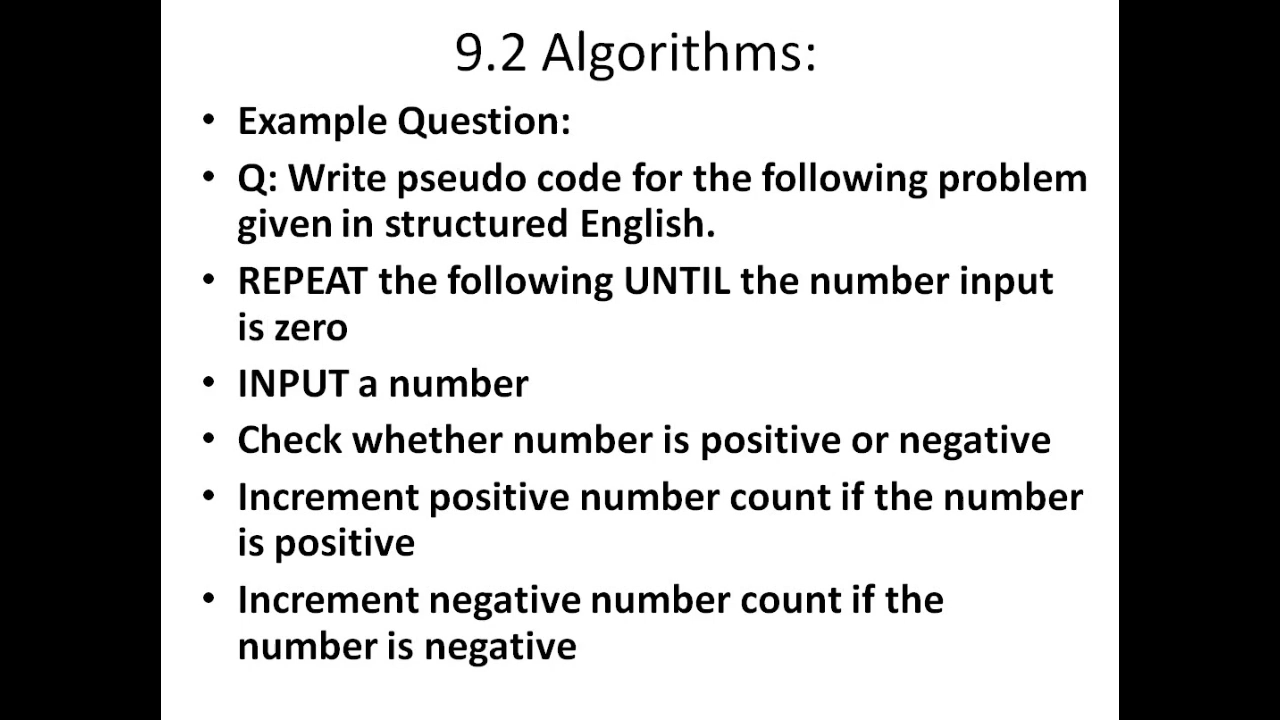 9.2 Algorithms:
• Example Question:
• Q: Write pseudo code for the following problem
given in structured English.
• REPEAT the following UNTIL the number input
is zero
• INPUT a number
• Check whether number is positive or negative
• Increment positive number count if the number
is positive
• Increment negative number count if the
number is negative